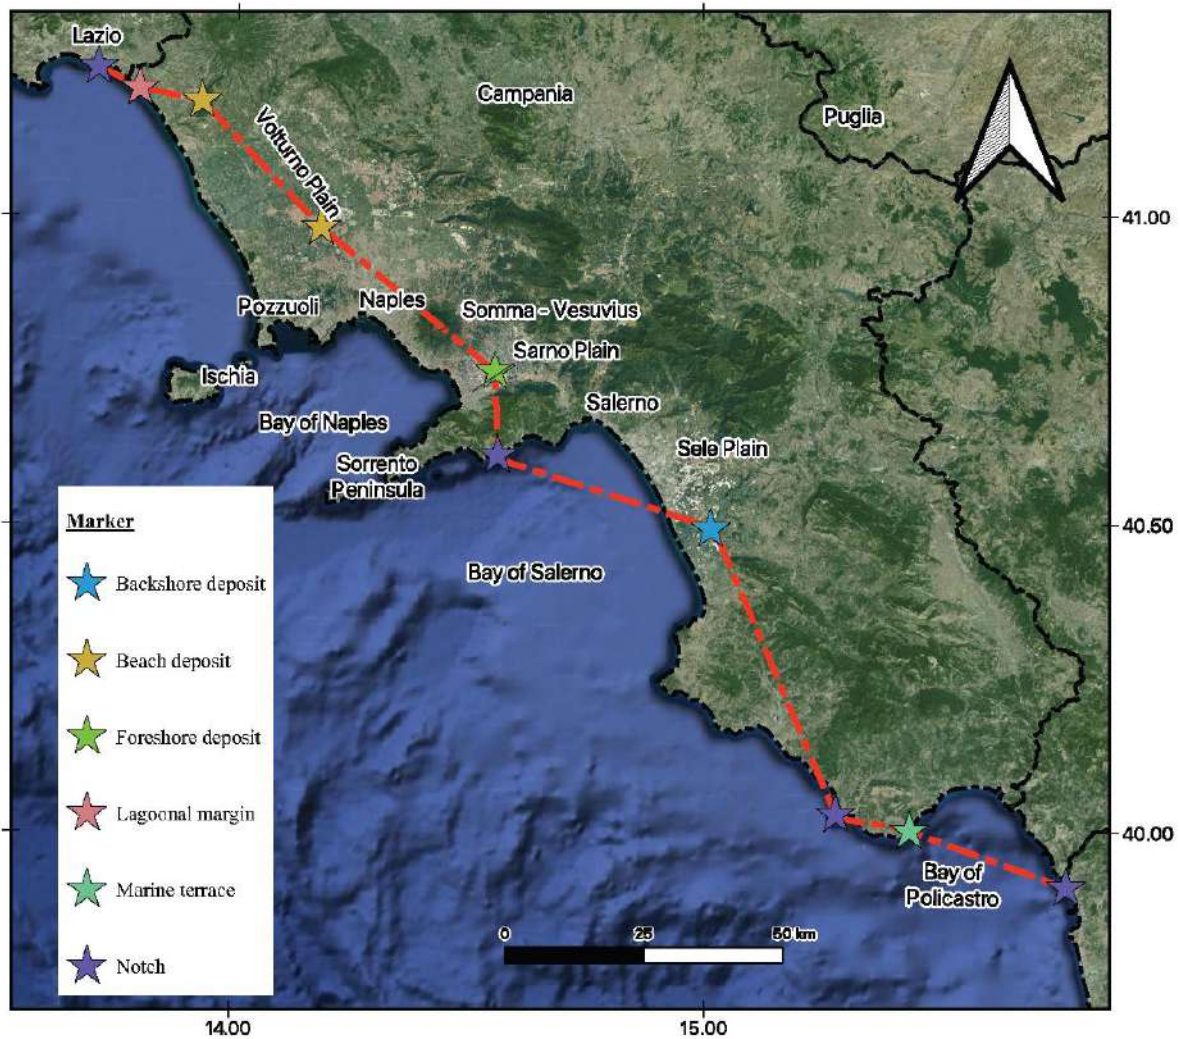 Lazio
Campania
Puglia
Volturno Plain
41.00
Pozzuoli
Naples
Somma - Vesuvius
Sarno Plain
Ischia
Salerno
Bay of Naples
Sele Plain
Sorrento
Peninsula
Marker
Backshore deposit
Beach deposit
Foreshore deposit
Lagoonal margin
Marine terrace
Notch
40.50
Bay of Salerno
40.00
Bay of
Policastro
0 25 50 km
14.00 15.00